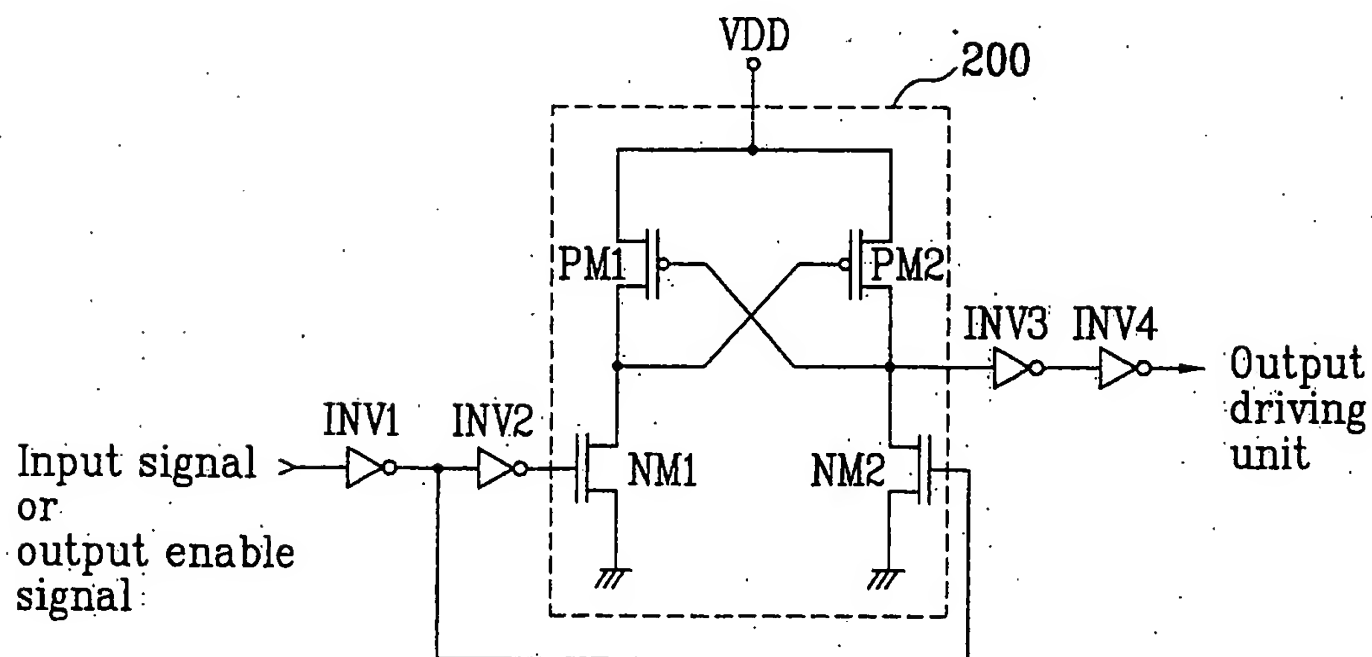 VDD
200
PM1
PM2
INV3
INV4
Output
driving
unit
INV1
INV2
NM1
NM2
Input signal
or
output enable
signal